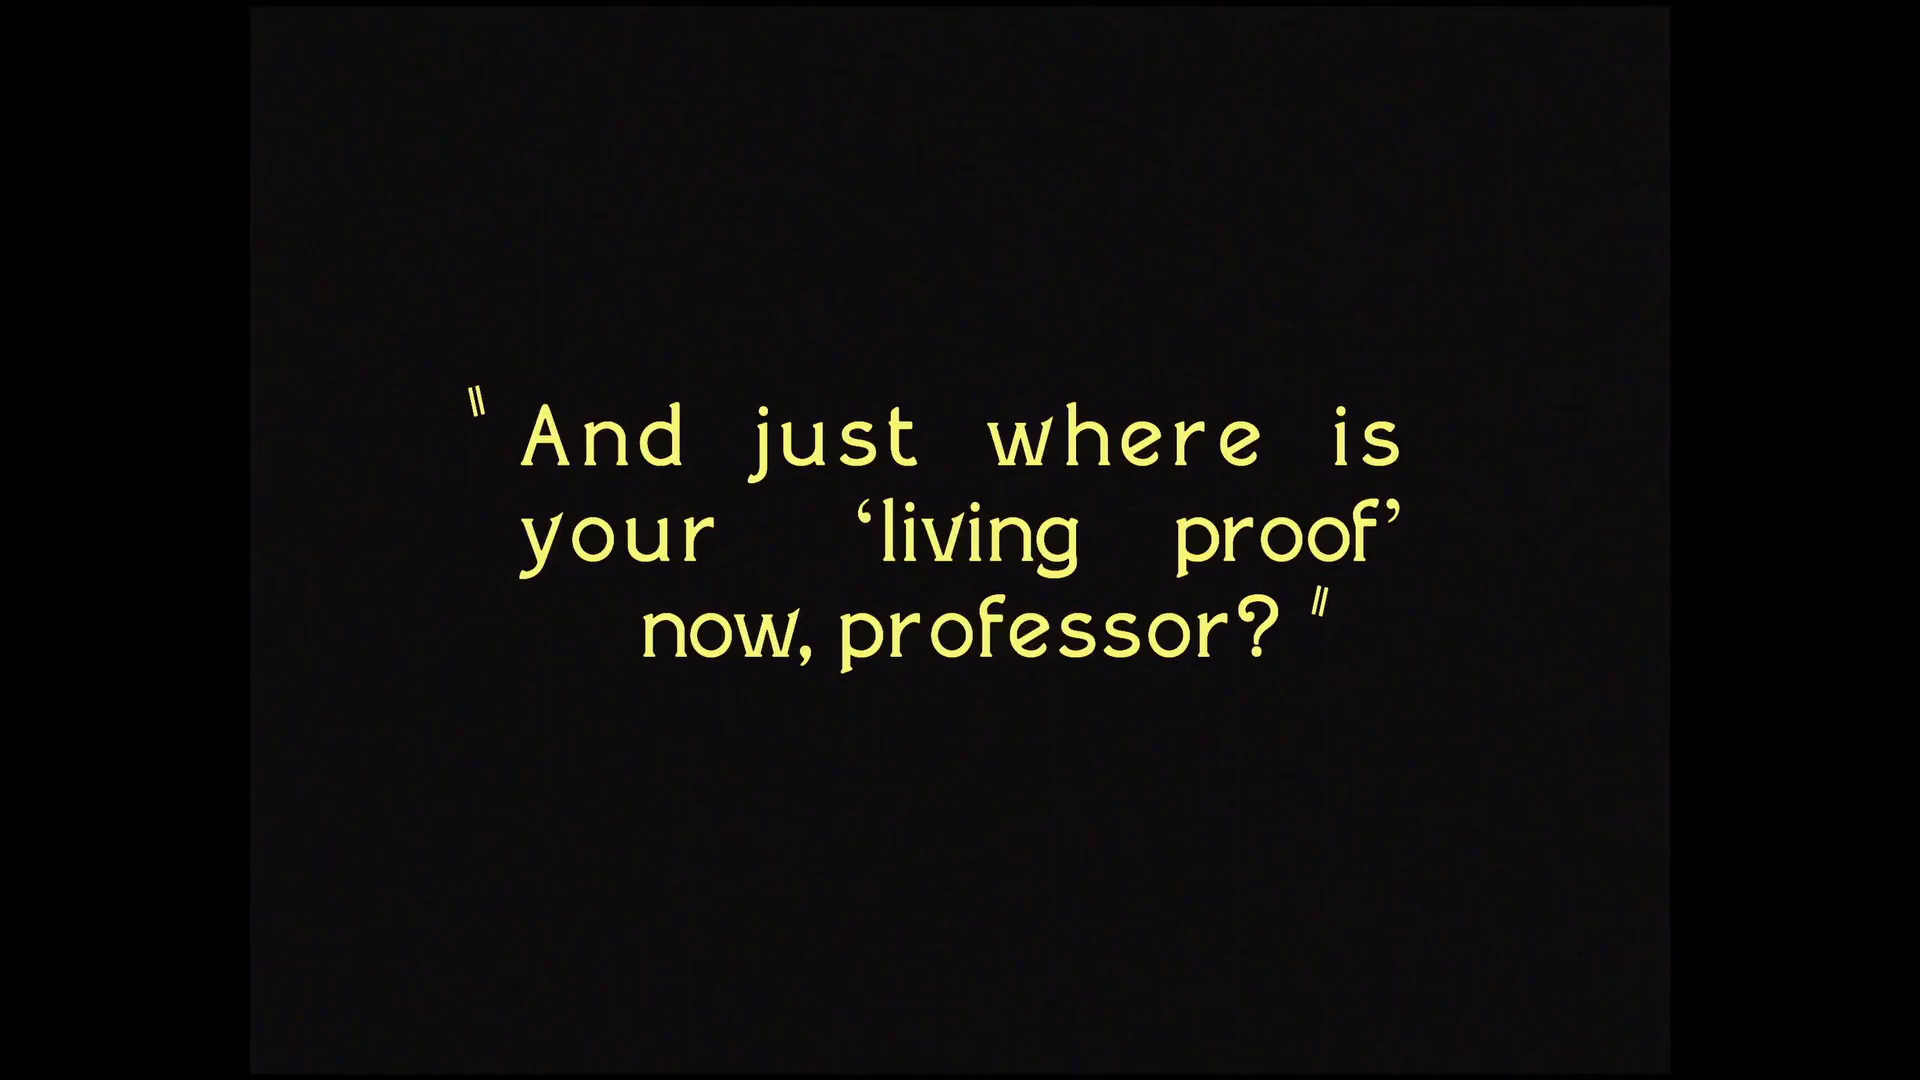 "And just where is
your ‘living proof’
now, professor?"